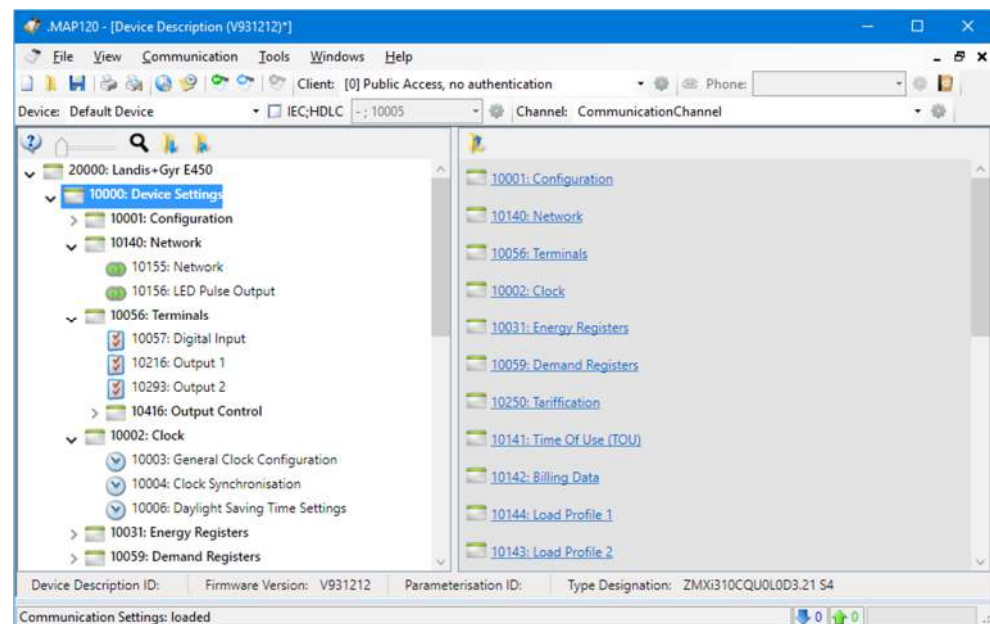 .MAP120 - [Device Description (V931212)*]
File View Communication Tools Windows Help
Client: [0] Public Access, no authentication Phone:
Device: Default Device IEC;HDLC - ; 10005 Channel: CommunicationChannel
20000: Landis+Gyr E450
10000: Device Settings
10001: Configuration
10140: Network
10155: Network
10156: LED Pulse Output
10056: Terminals
10057: Digital Input
10216: Output 1
10293: Output 2
10416: Output Control
10002: Clock
10003: General Clock Configuration
10004: Clock Synchronisation
10006: Daylight Saving Time Settings
10031: Energy Registers
10059: Demand Registers
10001: Configuration
10140: Network
10056: Terminals
10002: Clock
10031: Energy Registers
10059: Demand Registers
10250: Tariffication
10141: Time Of Use (TOU)
10142: Billing Data
10144: Load Profile 1
10143: Load Profile 2
Device Description ID: Firmware Version: V931212 Parameterisation ID: Type Designation: ZMXi310CQU0L0D3.21 S4
Communication Settings: loaded 0 0